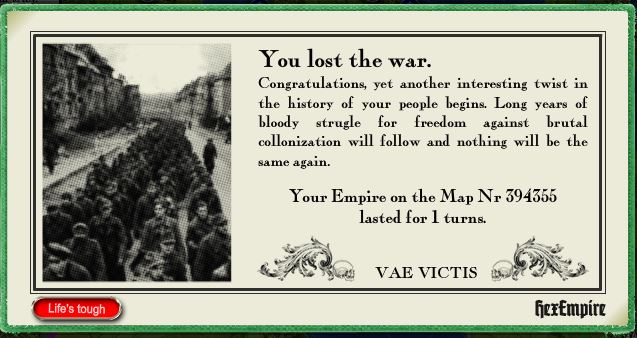 You lost the war.
Congratulations, yet another interesting twist in
the history of your people begins. Long years of
bloody strugle for freedom against brutal
collonization will follow and nothing will be the
same again.
Your Empire on the Map Nr 394355
lasted for 1 turns.
VAE VICTIS
Life's tough
hexEmpire